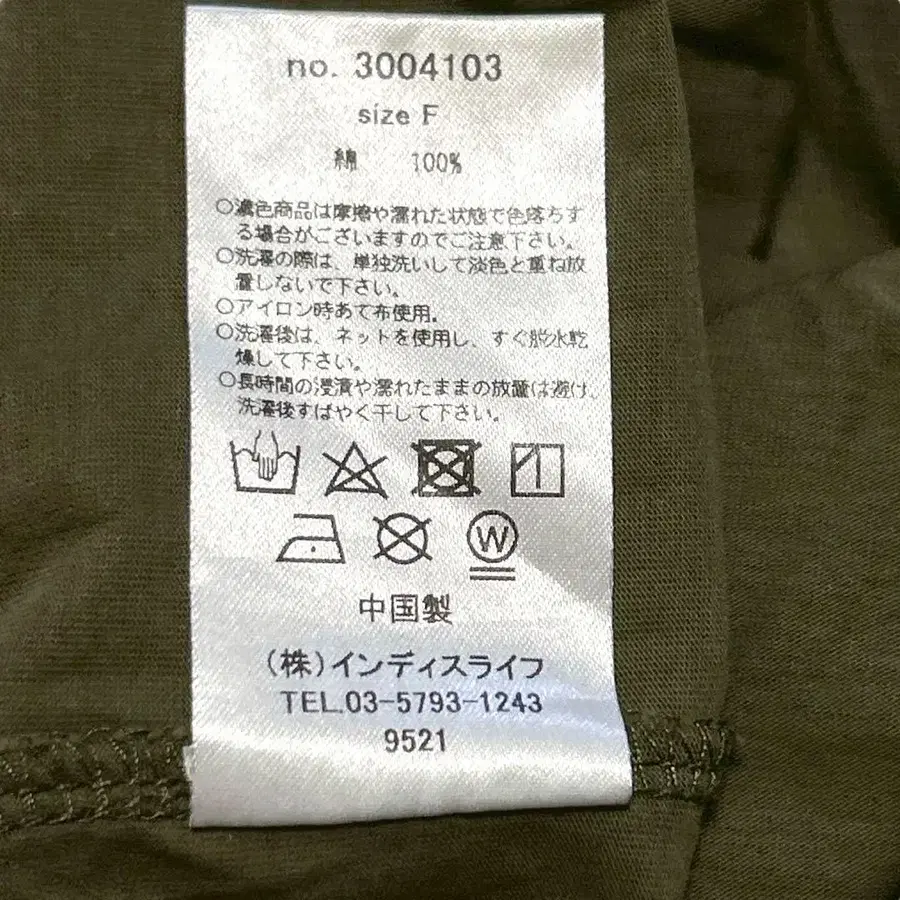 no. 3004103
size F
綿 100%
○濃色商品は摩擦や濡れた状態で色落ちす
る場合がございますのでご注意下さい。
○洗濯の際は、単独洗いして淡色と重ね放
置しないで下さい。
○アイロン時あて布使用。
○洗濯後は、ネットを使用し、すぐ脱水乾
燥して下さい。
○長時間の浸漬や濡れたままの放置は避け、
洗濯後すばやく干して下さい。
W
中国製
(株)インディスライフ
TEL.03-5793-1243
9521